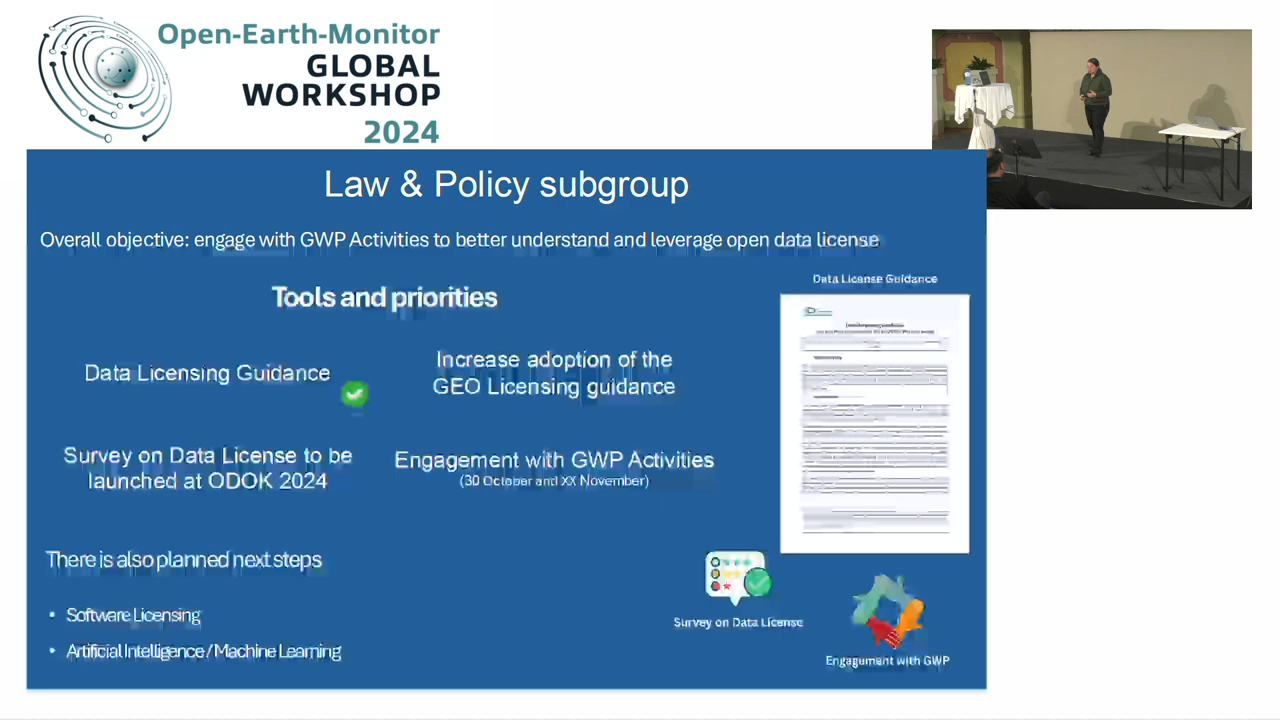 Open-Earth-Monitor
GLOBAL
WORKSHOP
2024
Law & Policy subgroup
Overall objective: engage with GWP Activities to better understand and leverage open data license
Tools and priorities
Data License Guidance
Data Licensing Guidance
Increase adoption of the
GEO Licensing guidance
Survey on Data License to be
launched at ODOK 2024
Engagement with GWP Activities
(30 October and XX November)
There is also planned next steps
• Software Licensing
• Artificial Intelligence / Machine Learning
Survey on Data License
Engagement with GWP